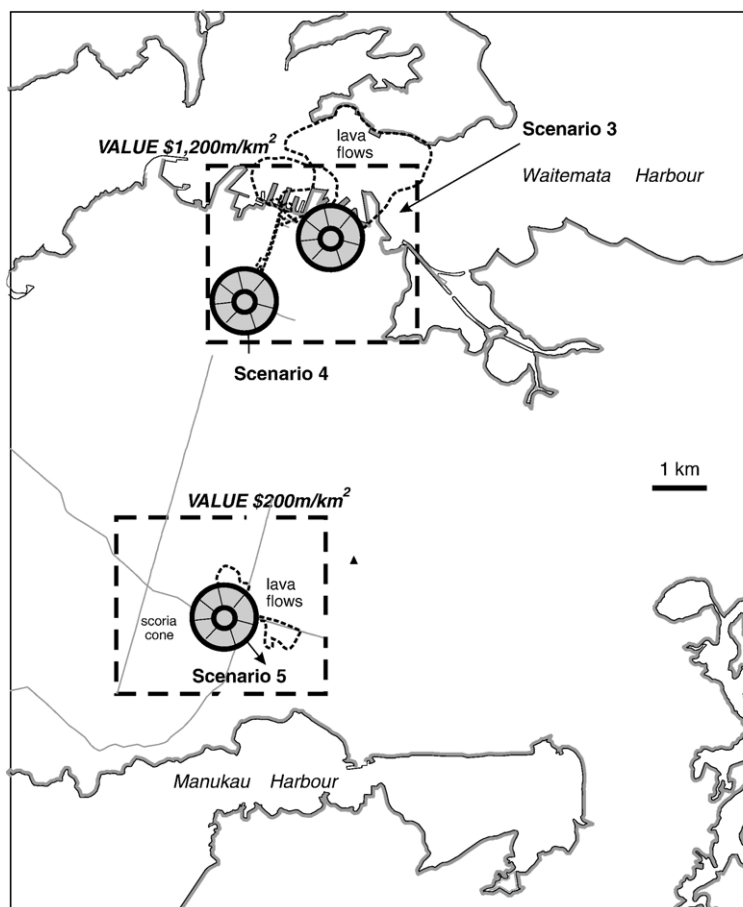 lava
flows
Scenario 3
VALUE $1,200m/km2
Waitemata Harbour
Scenario 4
1 km
VALUE $200m/km2
lava
flows
scoria
cone
Scenario 5
Manukau Harbour